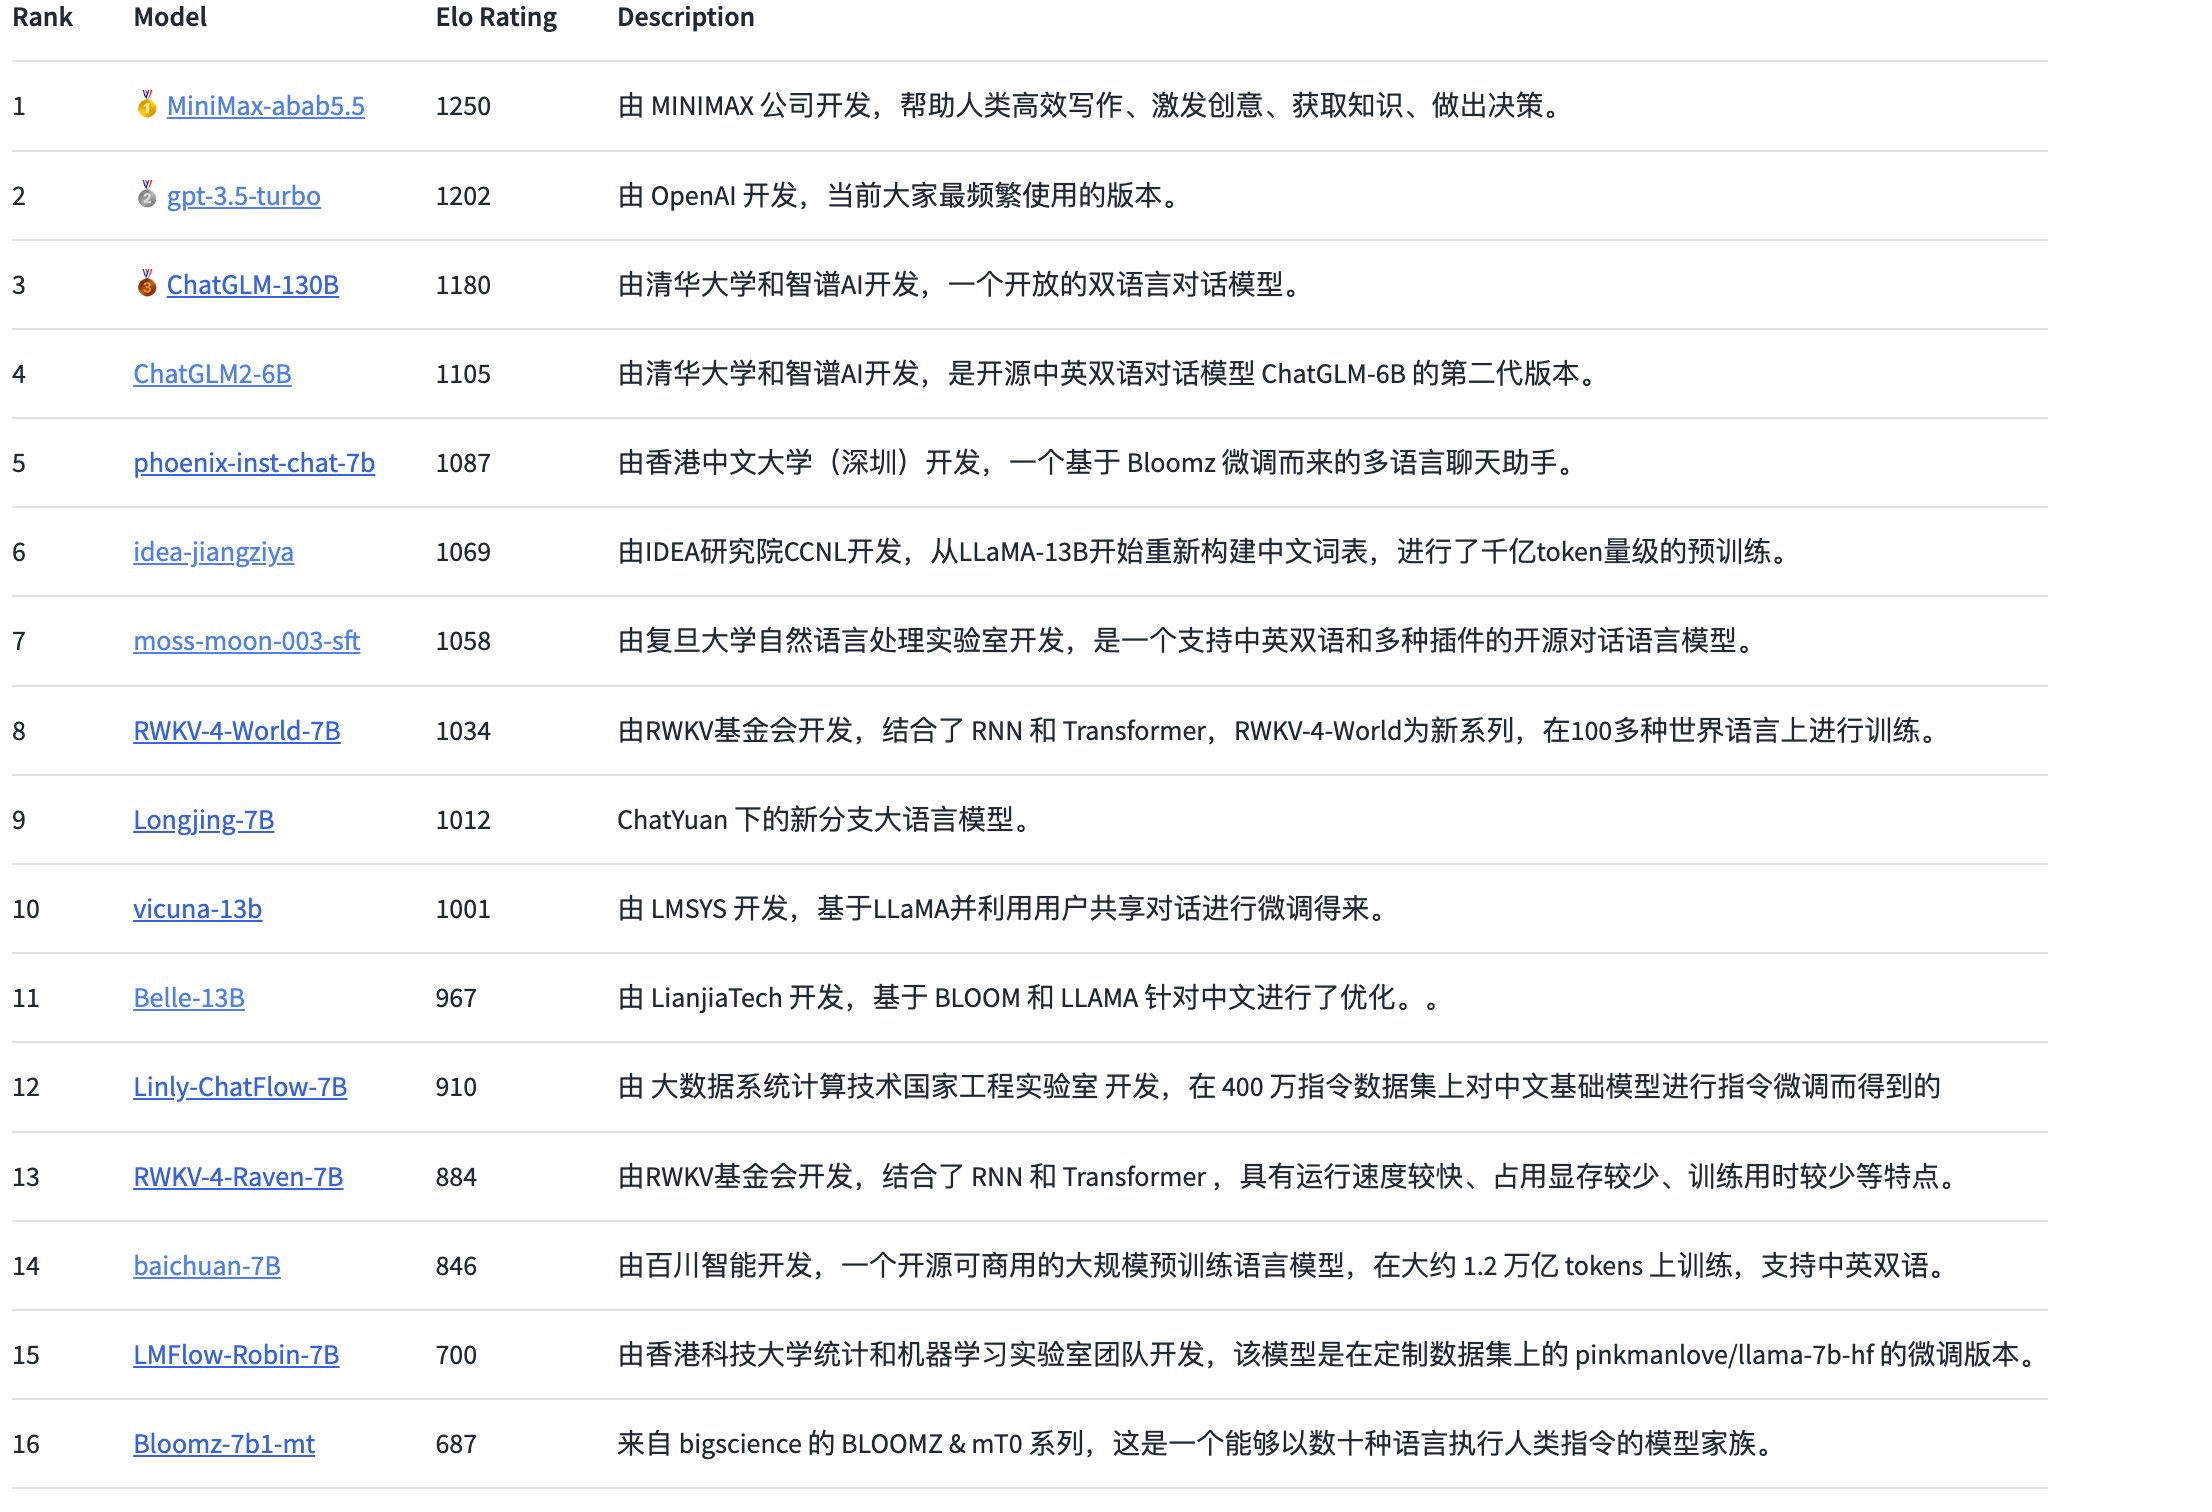 Rank Model Elo Rating Description
1 🥇 MiniMax-abab5.5 1250 由 MINIMAX 公司开发，帮助人类高效写作、激发创意、获取知识、做出决策。
2 🥈 gpt-3.5-turbo 1202 由 OpenAI 开发，当前大家最频繁使用的版本。
3 🥉 ChatGLM-130B 1180 由清华大学和智谱AI开发，一个开放的双语言对话模型。
4 ChatGLM2-6B 1105 由清华大学和智谱AI开发，是开源中英双语对话模型 ChatGLM-6B 的第二代版本。
5 phoenix-inst-chat-7b 1087 由香港中文大学（深圳）开发，一个基于 Bloomz 微调而来的多语言聊天助手。
6 idea-jiangziya 1069 由IDEA研究院CCNL开发，从LLaMA-13B开始重新构建中文词表，进行了千亿token量级的预训练。
7 moss-moon-003-sft 1058 由复旦大学自然语言处理实验室开发，是一个支持中英双语和多种插件的开源对话语言模型。
8 RWKV-4-World-7B 1034 由RWKV基金会开发，结合了 RNN 和 Transformer，RWKV-4-World为新系列，在100多种世界语言上进行训练。
9 Longjing-7B 1012 ChatYuan 下的新分支大语言模型。
10 vicuna-13b 1001 由 LMSYS 开发，基于LLaMA并利用用户共享对话进行微调得来。
11 Belle-13B 967 由 LianjiaTech 开发，基于 BLOOM 和 LLAMA 针对中文进行了优化。。
12 Linly-ChatFlow-7B 910 由 大数据系统计算技术国家工程实验室 开发，在 400 万指令数据集上对中文基础模型进行指令微调而得到的
13 RWKV-4-Raven-7B 884 由RWKV基金会开发，结合了 RNN 和 Transformer ，具有运行速度较快、占用显存较少、训练用时较少等特点。
14 baichuan-7B 846 由百川智能开发，一个开源可商用的大规模预训练语言模型，在大约 1.2 万亿 tokens 上训练，支持中英双语。
15 LMFlow-Robin-7B 700 由香港科技大学统计和机器学习实验室团队开发，该模型是在定制数据集上的 pinkmanlove/llama-7b-hf 的微调版本。
16 Bloomz-7b1-mt 687 来自 bigscience 的 BLOOMZ & mT0 系列，这是一个能够以数十种语言执行人类指令的模型家族。